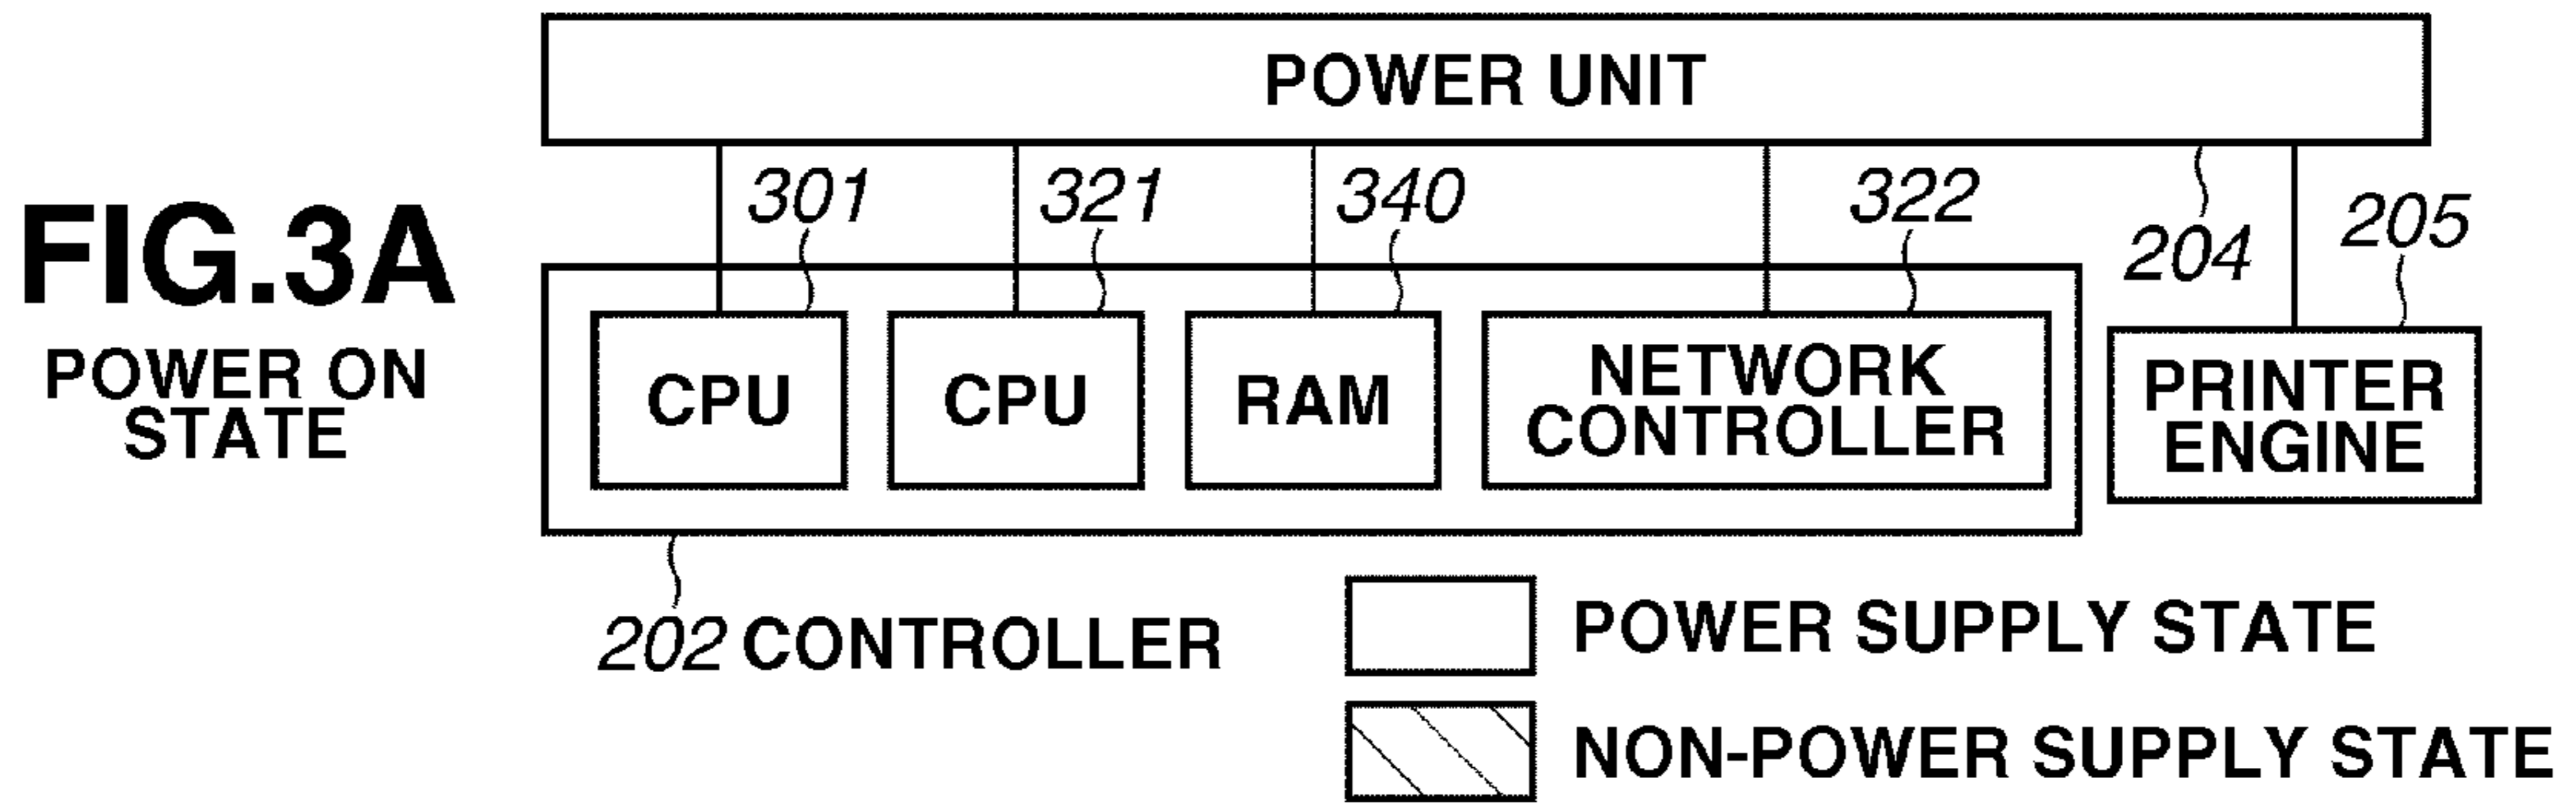 POWER UNIT
301
321
340
322
204
205
FIG.3A
POWER ON
STATE
CPU
CPU
RAM
NETWORK
CONTROLLER
PRINTER
ENGINE
202 CONTROLLER
POWER SUPPLY STATE
NON-POWER SUPPLY STATE